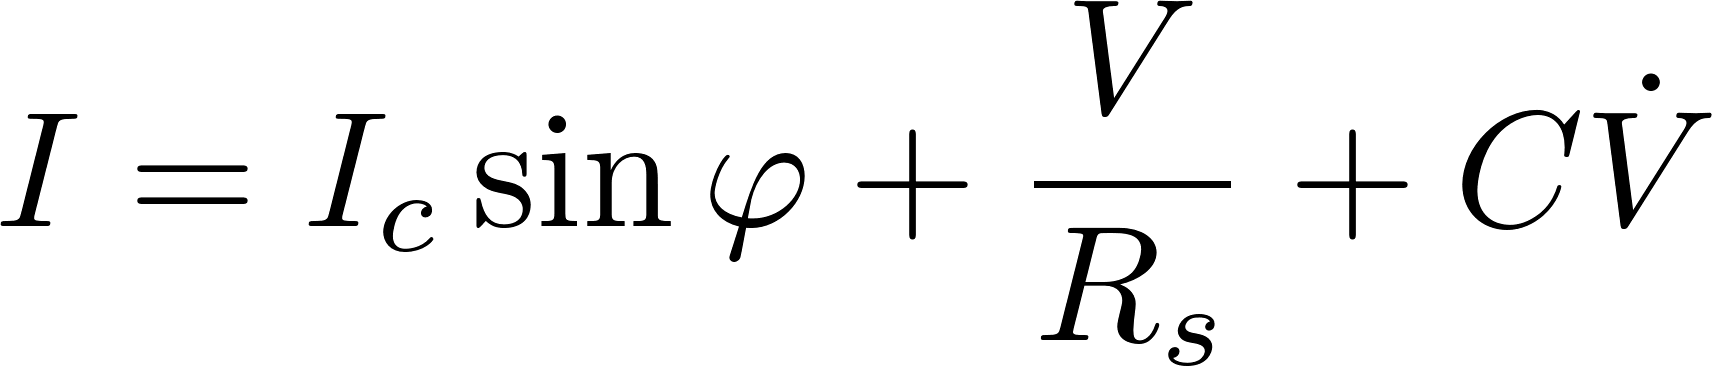 I = I_c sin φ + V/R_s + CV̇